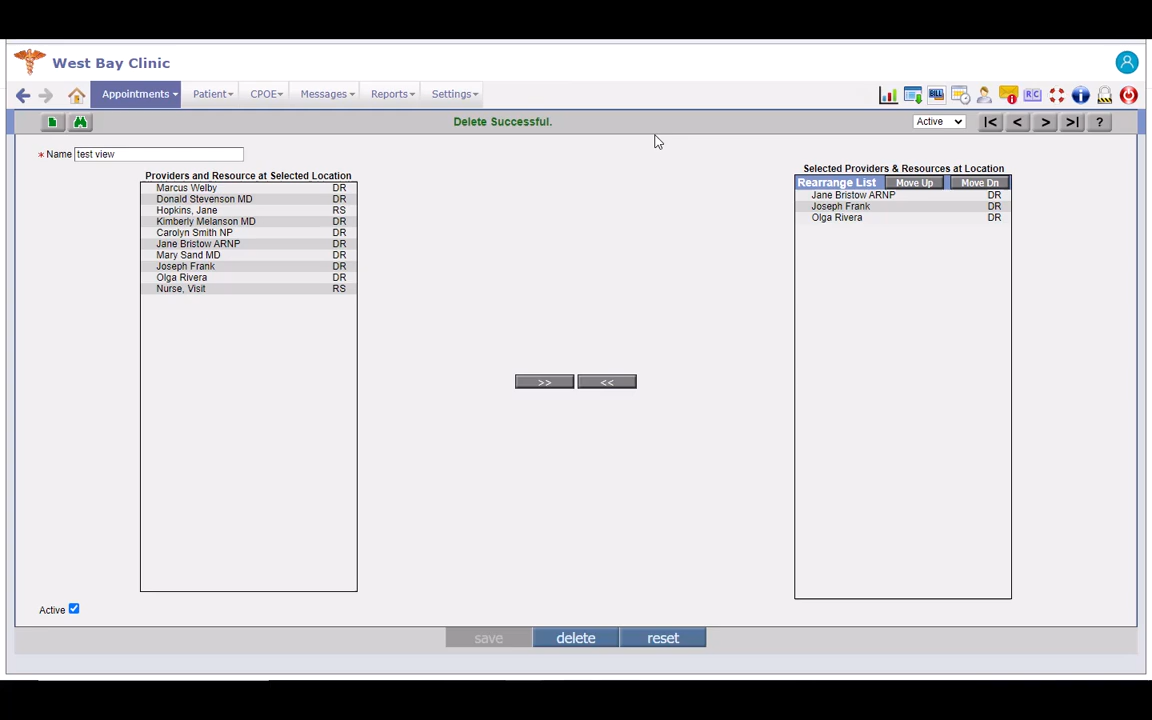 West Bay Clinic
Appointments Patient CPOE Messages Reports Settings BILL RC
Delete Successful. Active |< < > >| ?
* Name test view
Providers and Resource at Selected Location
Marcus Welby DR
Donald Stevenson MD DR
Hopkins, Jane RS
Kimberly Melanson MD DR
Carolyn Smith NP DR
Jane Bristow ARNP DR
Mary Sand MD DR
Joseph Frank DR
Olga Rivera DR
Nurse, Visit RS
>> <<
Selected Providers & Resources at Location
Rearrange List Move Up Move Dn
Jane Bristow ARNP DR
Joseph Frank DR
Olga Rivera DR
Active
save delete reset